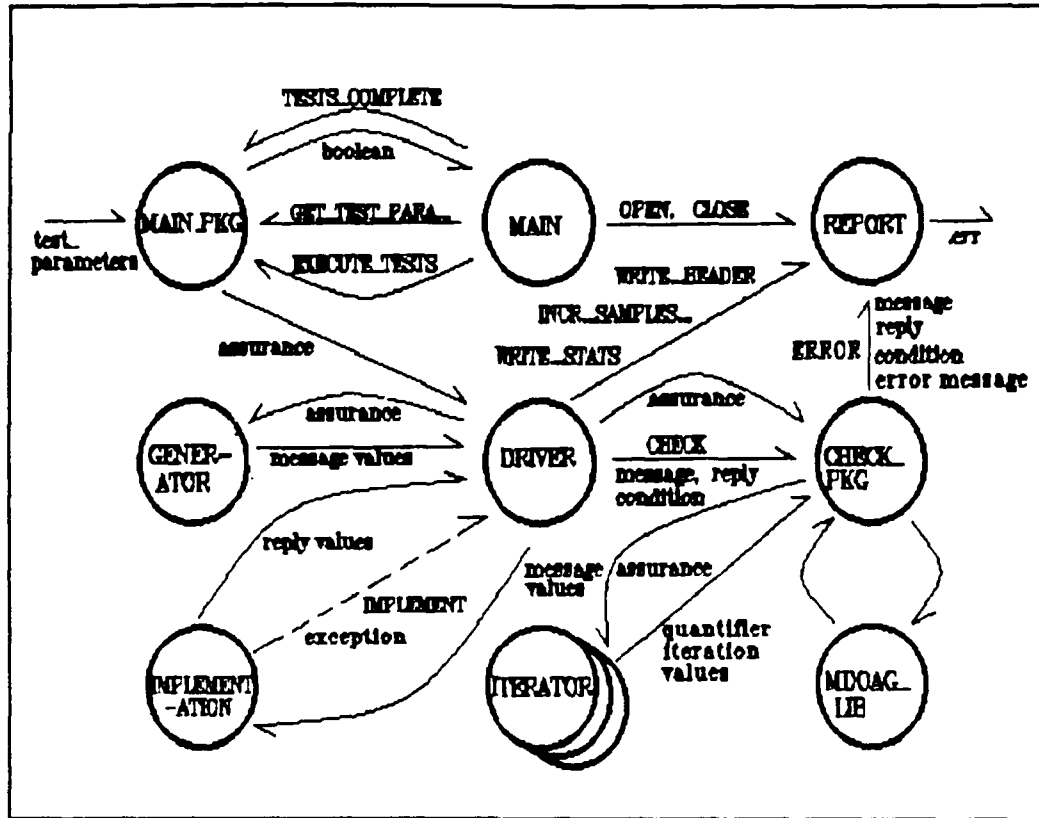 TESTS_COMPLETE
boolean
MAIN_PKG
GET_TEST_PARA_
MAIN
OPEN, CLOSE
REPORT
test_
parameters
EXECUTE_TESTS
WRITE_HEADER
INCR_SAMPLES_
WRITE_STATS
assurance
ERROR
message
reply
condition
error message
assurance
assurance
GENER-
ATOR
message values
DRIVER
CHECK
message, reply
condition
CHECK_
PKG
reply values
message
values
assurance
IMPLEMENT
exception
quantifier
iteration
values
IMPLEMENT
-ATION
ITERATOR
MDOAG_
LIB